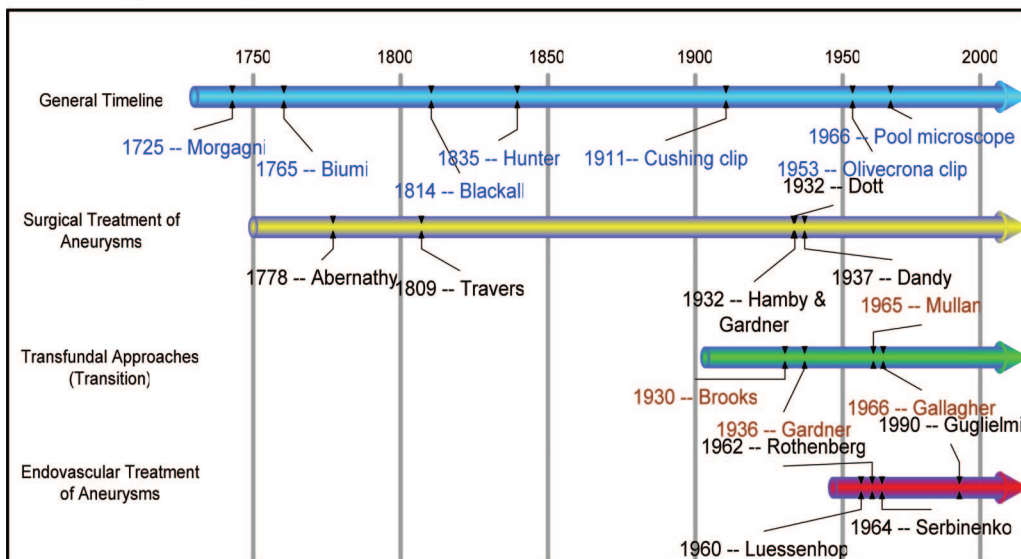 1750 1800 1850 1900 1950 2000
General Timeline
1725 -- Morgagni
1765 -- Biumi
1814 -- Blackall
1835 -- Hunter
1911-- Cushing clip
1966 -- Pool microscope
1953 -- Olivecrona clip
Surgical Treatment of
Aneurysms
1778 -- Abernathy
1809 -- Travers
1932 -- Dott
1932 -- Hamby &
Gardner
1937 -- Dandy
Transfundal Approaches
(Transition)
1930 -- Brooks
1936 -- Gardner
1965 -- Mullan
1966 -- Gallagher
Endovascular Treatment
of Aneurysms
1962 -- Rothenberg
1990 -- Guglielmi
1960 -- Luessenhop
1964 -- Serbinenko